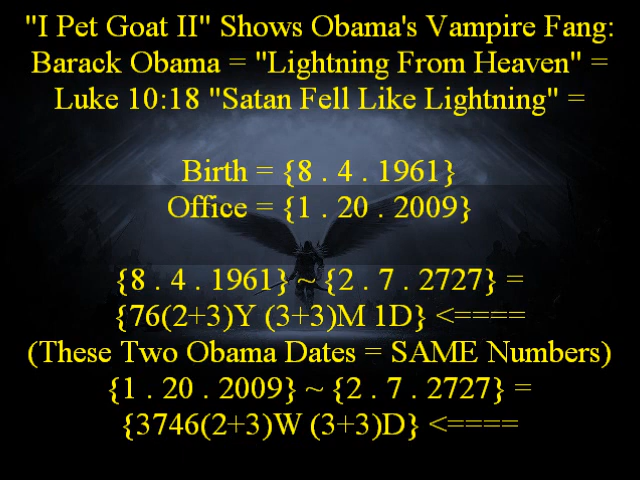 "I Pet Goat II" Shows Obama's Vampire Fang:
Barack Obama = "Lightning From Heaven" =
Luke 10:18 "Satan Fell Like Lightning" =
Birth = {8 . 4 . 1961}
Office = {1 . 20 . 2009}
{8 . 4 . 1961} ~ {2 . 7 . 2727} =
{76(2+3)Y (3+3)M 1D} <====
(These Two Obama Dates = SAME Numbers)
{1 . 20 . 2009} ~ {2 . 7 . 2727} =
{3746(2+3)W (3+3)D} <====